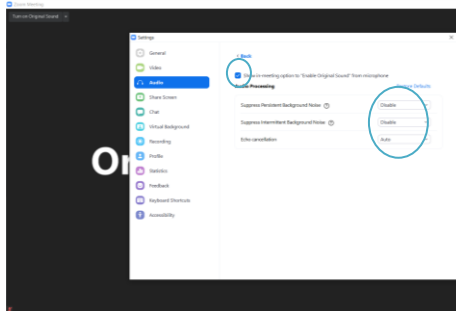 Zoom Meeting
Turn on Original Sound
Settings
General
Video
Audio
Share Screen
Chat
Virtual Background
Recording
Profile
Statistics
Feedback
Keyboard Shortcuts
Accessibility
< Back
Show in-meeting option to "Enable Original Sound" from microphone
Audio Processing
Restore Defaults
Suppress Persistent Background Noise
Disable
Suppress Intermittent Background Noise
Disable
Echo cancellation
Auto
Or